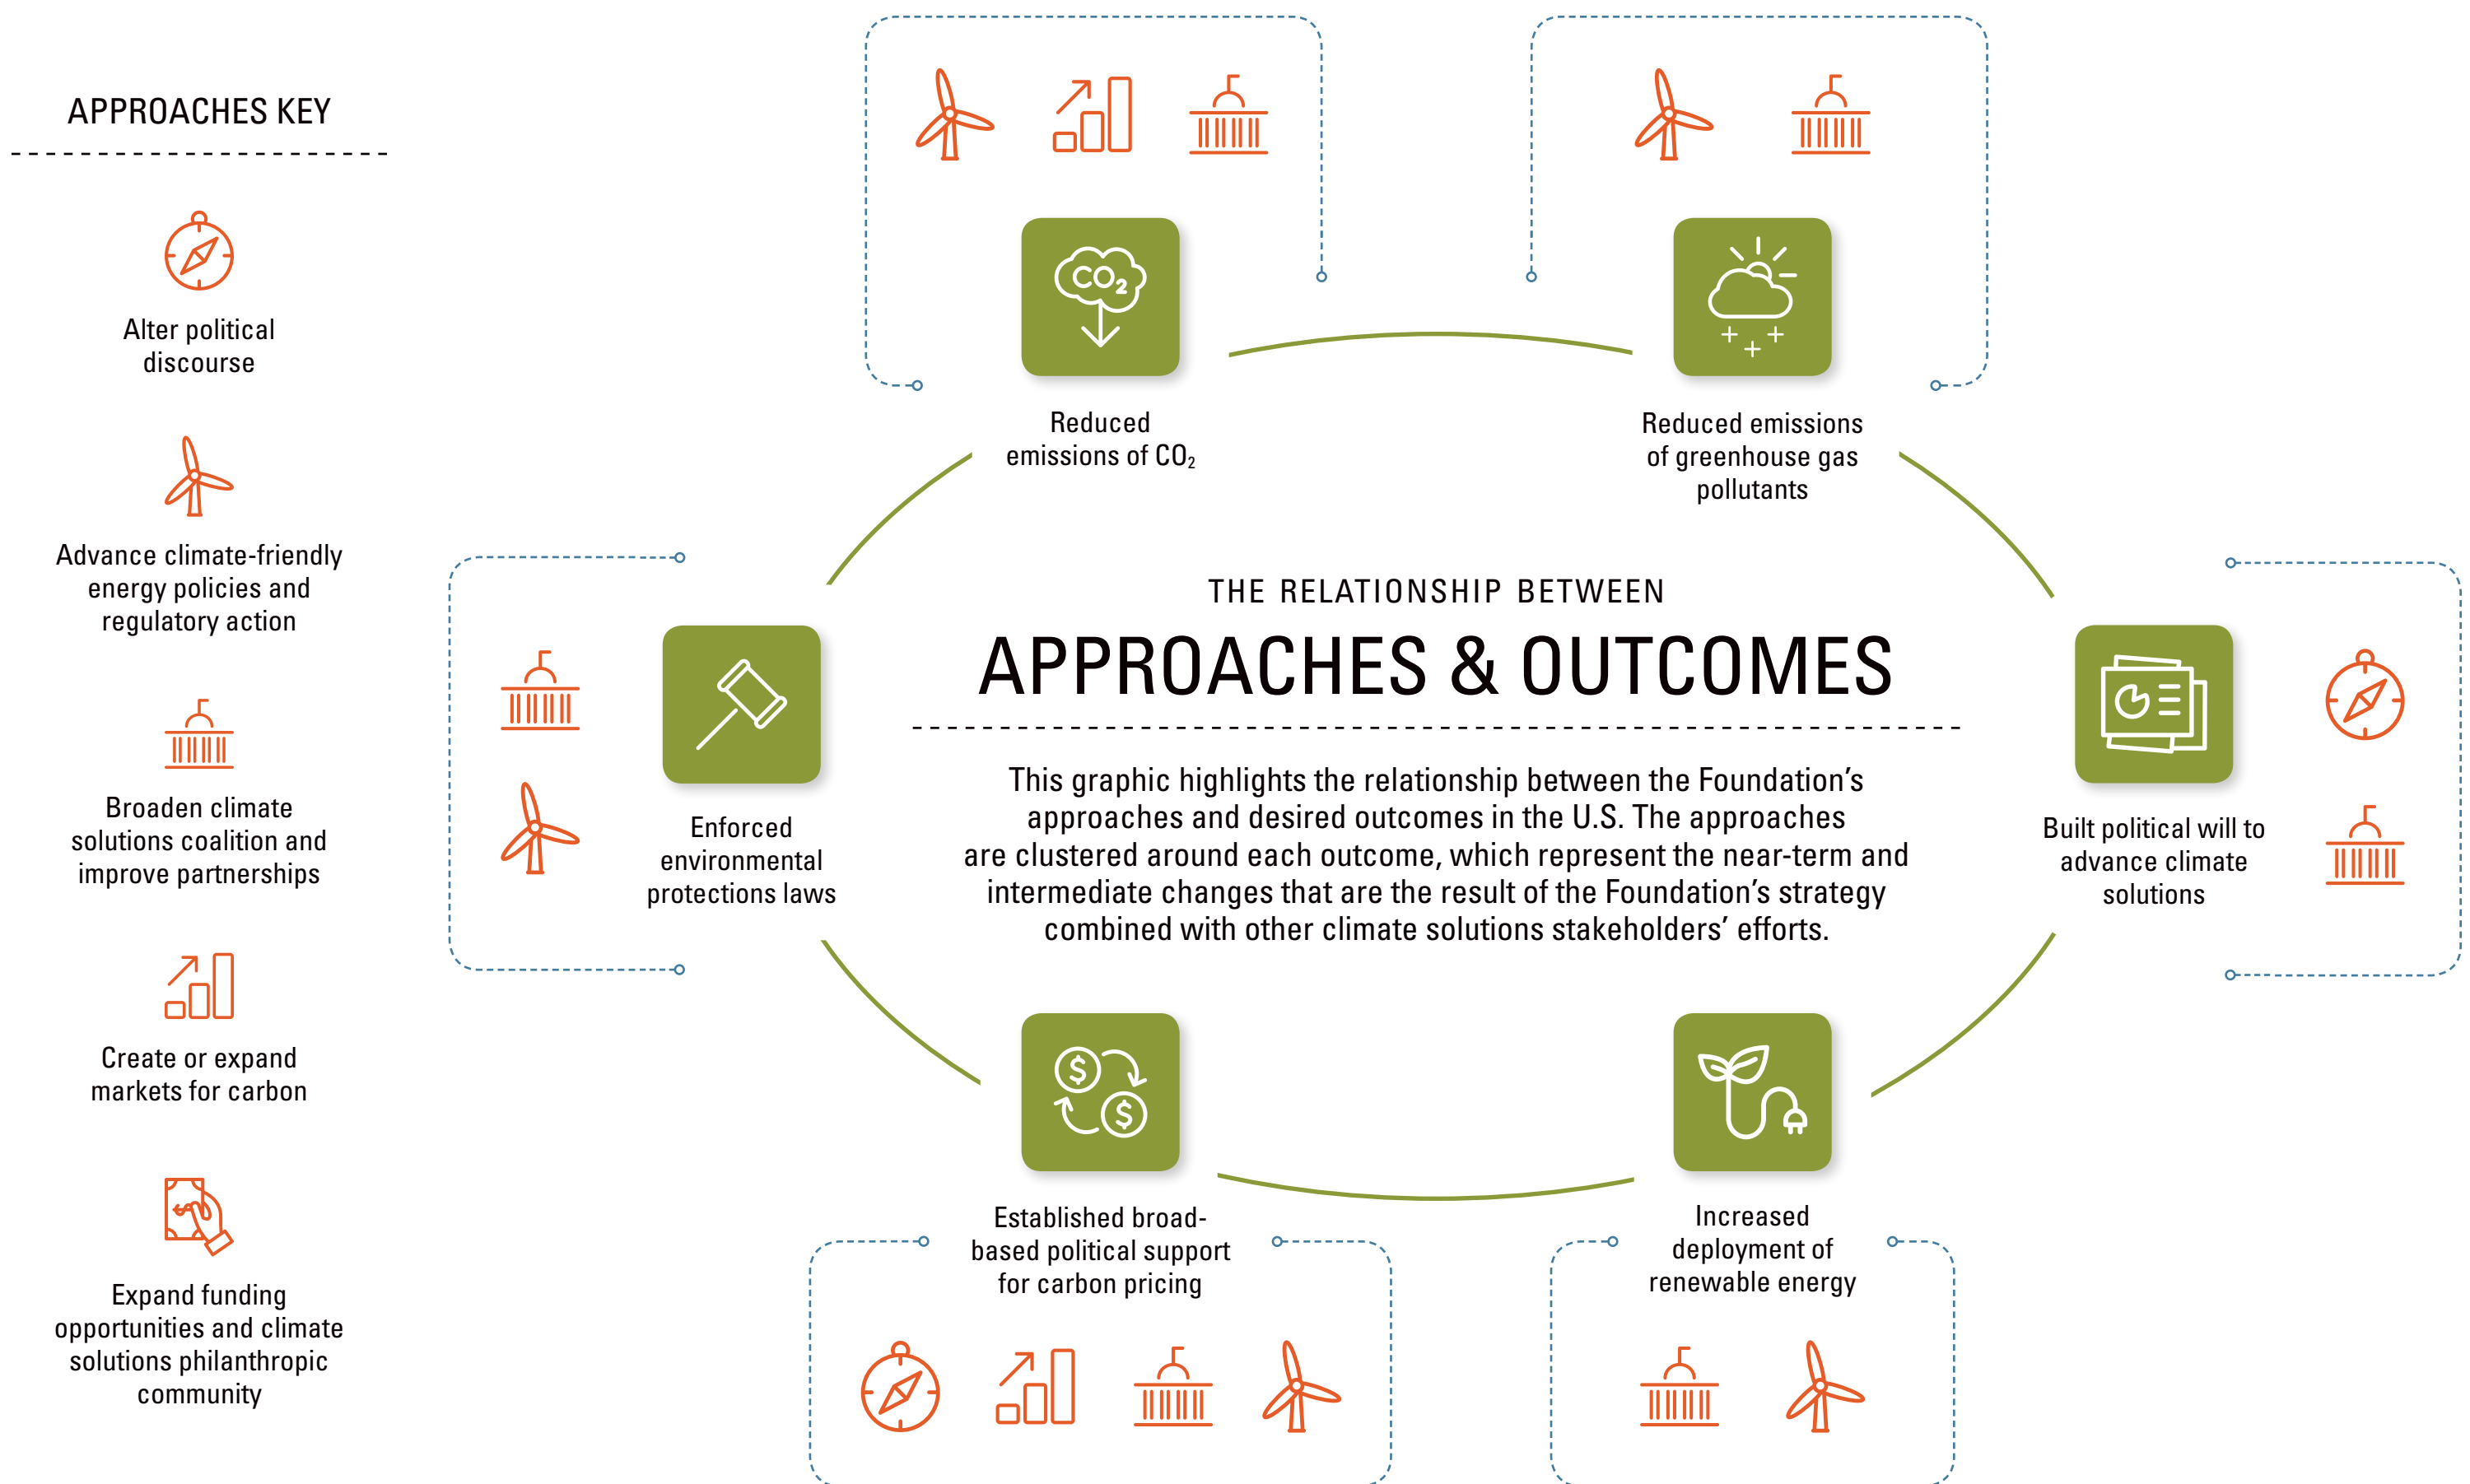 APPROACHES KEY
Alter political
discourse
Advance climate-friendly
energy policies and
regulatory action
Broaden climate
solutions coalition and
improve partnerships
Create or expand
markets for carbon
Expand funding
opportunities and climate
solutions philanthropic
community
CO₂
Reduced
emissions of CO₂
Reduced emissions
of greenhouse gas
pollutants
THE RELATIONSHIP BETWEEN
APPROACHES & OUTCOMES
This graphic highlights the relationship between the Foundation’s
approaches and desired outcomes in the U.S. The approaches
are clustered around each outcome, which represent the near-term and
intermediate changes that are the result of the Foundation’s strategy
combined with other climate solutions stakeholders’ efforts.
Enforced
environmental
protections laws
Built political will to
advance climate
solutions
$
$
Established broad-
based political support
for carbon pricing
Increased
deployment of
renewable energy